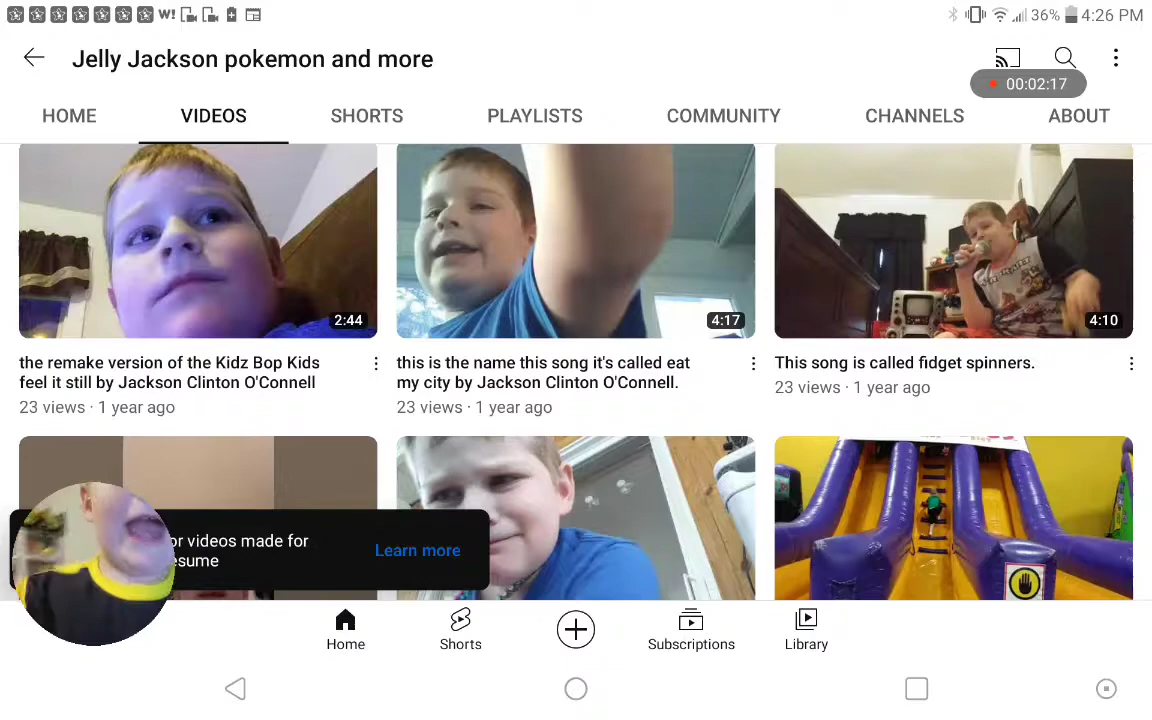 W! 36% 4:26 PM
Jelly Jackson pokemon and more
00:02:17
HOME VIDEOS SHORTS PLAYLISTS COMMUNITY CHANNELS ABOUT
2:44 4:17 4:10
the remake version of the Kidz Bop Kids
feel it still by Jackson Clinton O'Connell
23 views · 1 year ago
this is the name this song it's called eat
my city by Jackson Clinton O'Connell.
23 views · 1 year ago
This song is called fidget spinners.
23 views · 1 year ago
or videos made for
esume
Learn more
Home Shorts Subscriptions Library